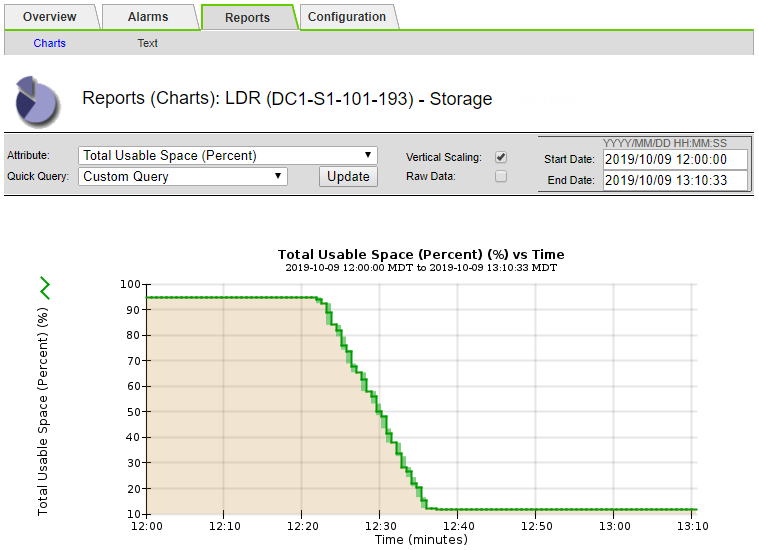 Overview Alarms Reports Configuration
Charts Text
Reports (Charts): LDR (DC1-S1-101-193) - Storage
YYYY/MM/DD HH:MM:SS
Attribute: Total Usable Space (Percent) Vertical Scaling: Start Date: 2019/10/09 12:00:00
Quick Query: Custom Query Update Raw Data: End Date: 2019/10/09 13:10:33
Total Usable Space (Percent) (%) vs Time
2019-10-09 12:00:00 MDT to 2019-10-09 13:10:33 MDT
Total Usable Space (Percent) (%)
100
90
80
70
60
50
40
30
20
10
12:00 12:10 12:20 12:30 12:40 12:50 13:00 13:10
Time (minutes)